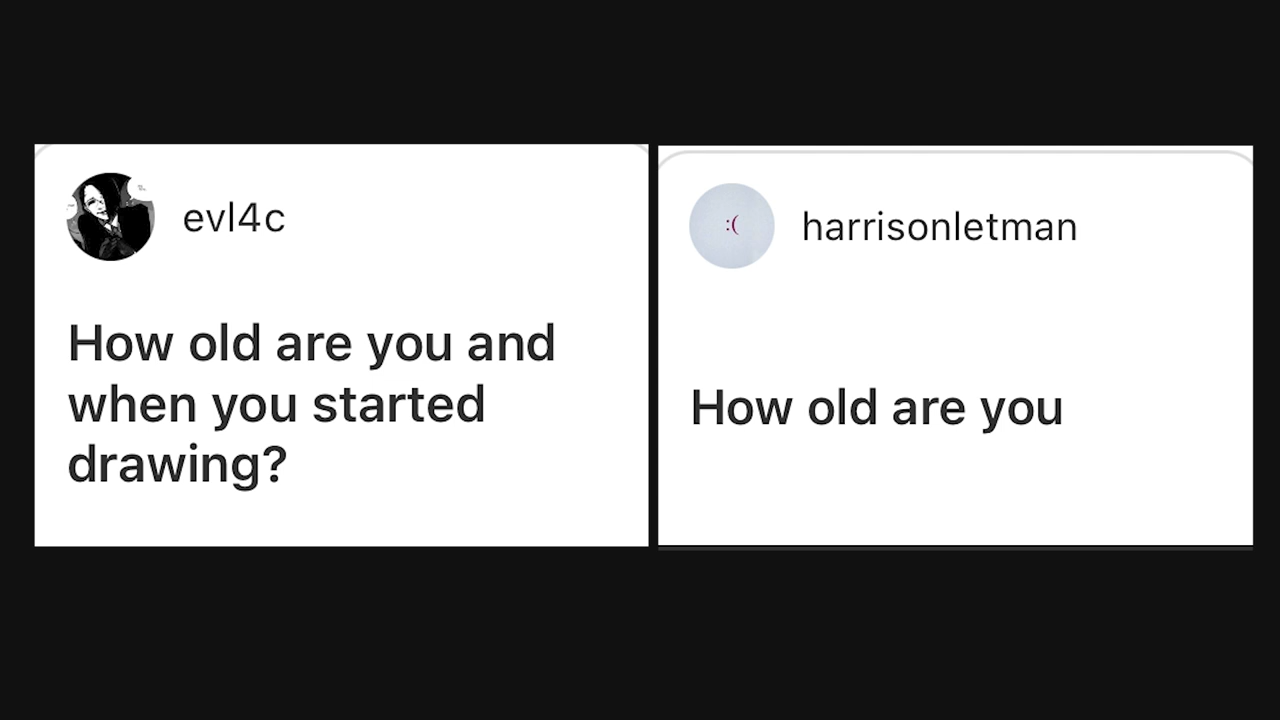 evl4c
How old are you and
when you started
drawing?
:(
harrisonletman
How old are you